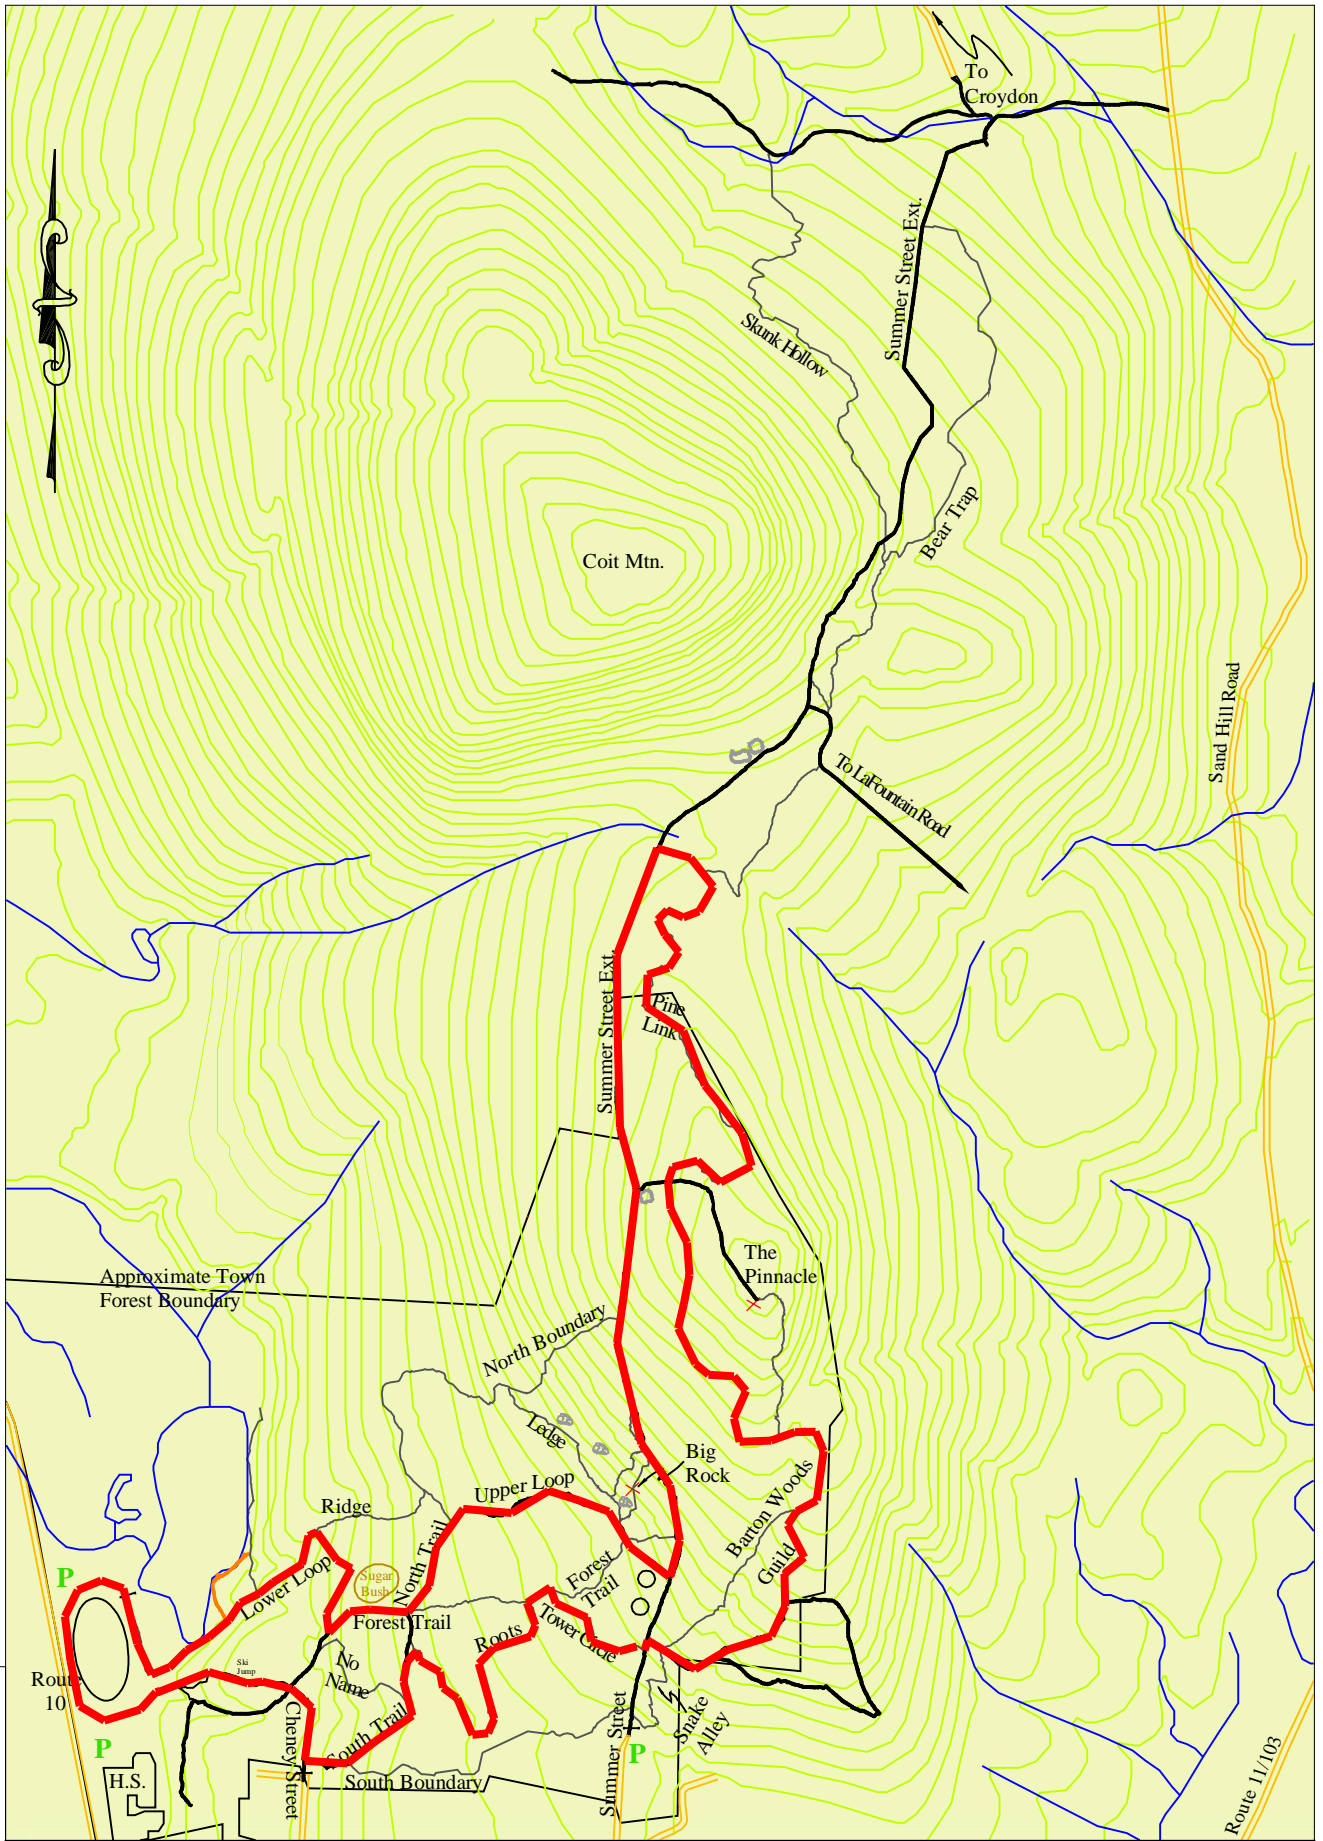 To
Croydon
Summer Street Ext.
Skunk Hollow
Bear Trap
Coit Mtn.
Sand Hill Road
To LaFountain Road
Summer Street Ext.
Pine
Link
The
Pinnacle
Approximate Town
Forest Boundary
North Boundary
Ledge
Big
Rock
Upper Loop
Ridge
Barton Woods
Guild
North Trail
Sugar
Bush
Lower Loop
Forest
Trail
P
Forest Trail
Tower Circle
Roots
No
Name
Ski
Jump
Route
10
South Trail
Cheney Street
Snake
Alley
Summer Street
P
P
H.S.
South Boundary
Route 11/103